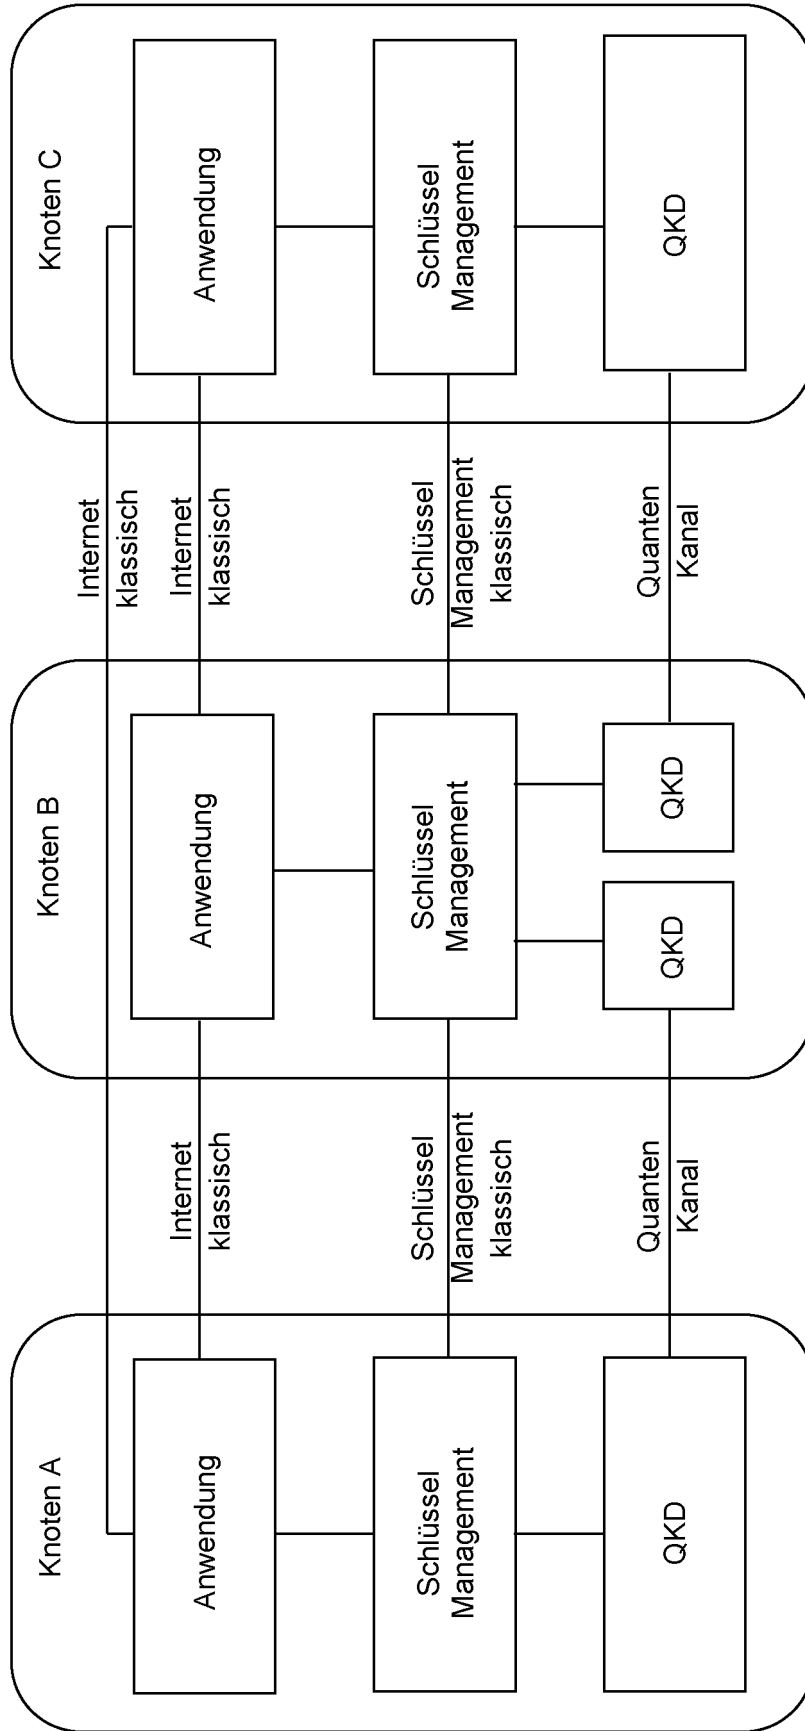 Knoten A
Knoten B
Knoten C
Internet
klassisch
Anwendung
Internet
klassisch
Anwendung
Internet
klassisch
Anwendung
Schlüssel
Management
Schlüssel
Management
klassisch
Schlüssel
Management
Schlüssel
Management
klassisch
Schlüssel
Management
QKD
Quanten
Kanal
QKD
QKD
Quanten
Kanal
QKD